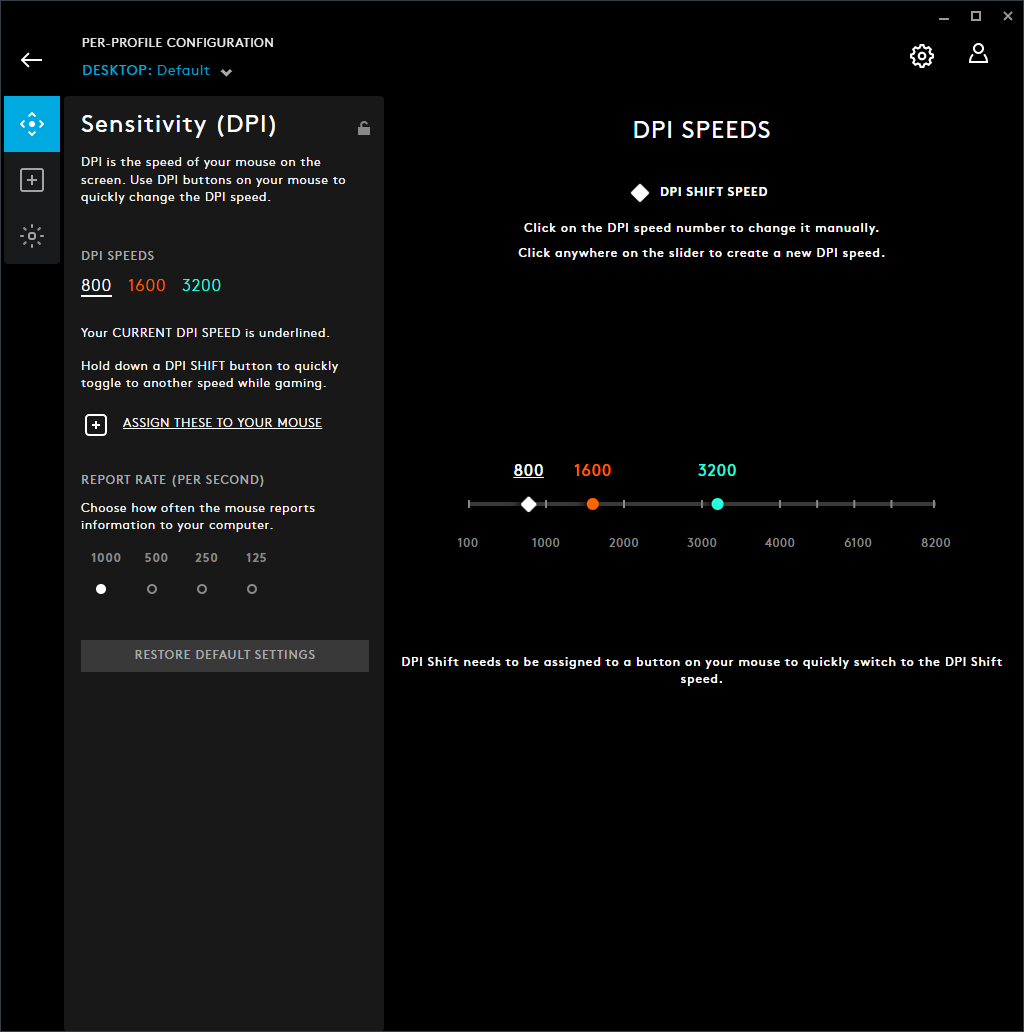 PER-PROFILE CONFIGURATION
DESKTOP: Default
Sensitivity (DPI)
DPI is the speed of your mouse on the
screen. Use DPI buttons on your mouse to
quickly change the DPI speed.
DPI SPEEDS
800 1600 3200
Your CURRENT DPI SPEED is underlined.
Hold down a DPI SHIFT button to quickly
toggle to another speed while gaming.
ASSIGN THESE TO YOUR MOUSE
REPORT RATE (PER SECOND)
Choose how often the mouse reports
information to your computer.
1000 500 250 125
RESTORE DEFAULT SETTINGS
DPI SPEEDS
DPI SHIFT SPEED
Click on the DPI speed number to change it manually.
Click anywhere on the slider to create a new DPI speed.
800 1600 3200
100 1000 2000 3000 4000 6100 8200
DPI Shift needs to be assigned to a button on your mouse to quickly switch to the DPI Shift
speed.